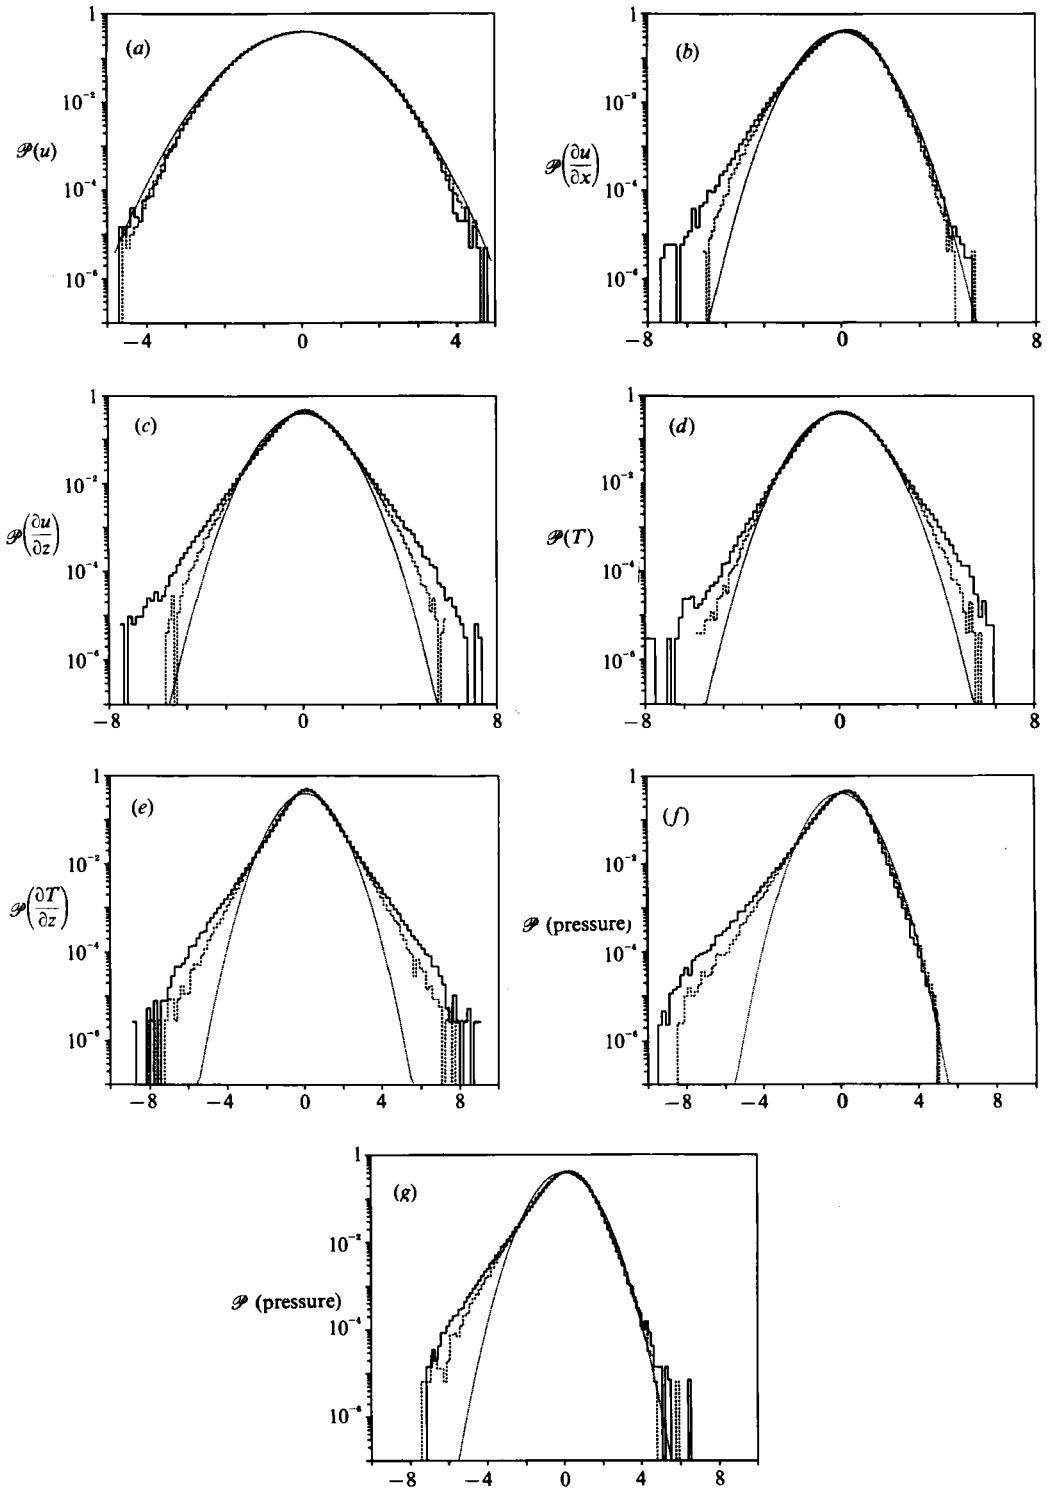 (a)
1
10⁻²
10⁻⁴
10⁻⁶
𝒫(u)
−4 0 4
(b)
1
10⁻²
10⁻⁴
10⁻⁶
𝒫(∂u/∂x)
−8 0 8
(c)
1
10⁻²
10⁻⁴
10⁻⁶
𝒫(∂u/∂z)
−8 0 8
(d)
1
10⁻²
10⁻⁴
10⁻⁶
𝒫(T)
−8 0 8
(e)
1
10⁻²
10⁻⁴
10⁻⁶
𝒫(∂T/∂z)
−8 −4 0 4 8
(f)
1
10⁻²
10⁻⁴
10⁻⁶
𝒫 (pressure)
−8 −4 0 4 8
(g)
1
10⁻²
10⁻⁴
10⁻⁶
𝒫 (pressure)
−8 −4 0 4 8